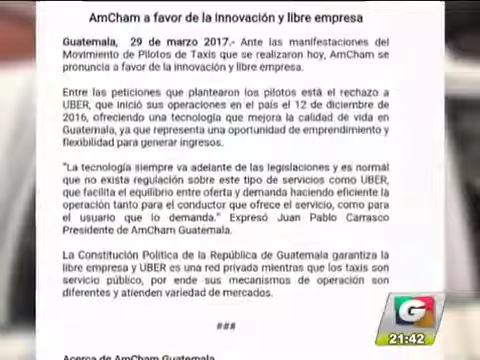 AmCham a favor de la innovación y libre empresa
Guatemala, 29 de marzo 2017.- Ante las manifestaciones del
Movimiento de Pilotos de Taxis que se realizaron hoy, AmCham se
pronuncia a favor de la innovación y libre empresa.
Entre las peticiones que plantearon los pilotos está el rechazo a
UBER, que inició sus operaciones en el país el 12 de diciembre de
2016, ofreciendo una tecnología que mejora la calidad de vida en
Guatemala, ya que representa una oportunidad de emprendimiento y
flexibilidad para generar ingresos.
"La tecnología siempre va adelante de las legislaciones y es normal
que no exista regulación sobre este tipo de servicios como UBER,
que facilita el equilibrio entre oferta y demanda haciendo eficiente la
operación tanto para el conductor que ofrece el servicio, como para
el usuario que lo demanda." Expresó Juan Pablo Carrasco
Presidente de AmCham Guatemala.
La Constitución Política de la República de Guatemala garantiza la
libre empresa y UBER es una red privada mientras que los taxis son
servicio público, por ende sus mecanismos de operación son
diferentes y atienden variedad de mercados.
###
G
21:42
Acerca de AmCham Guatemala